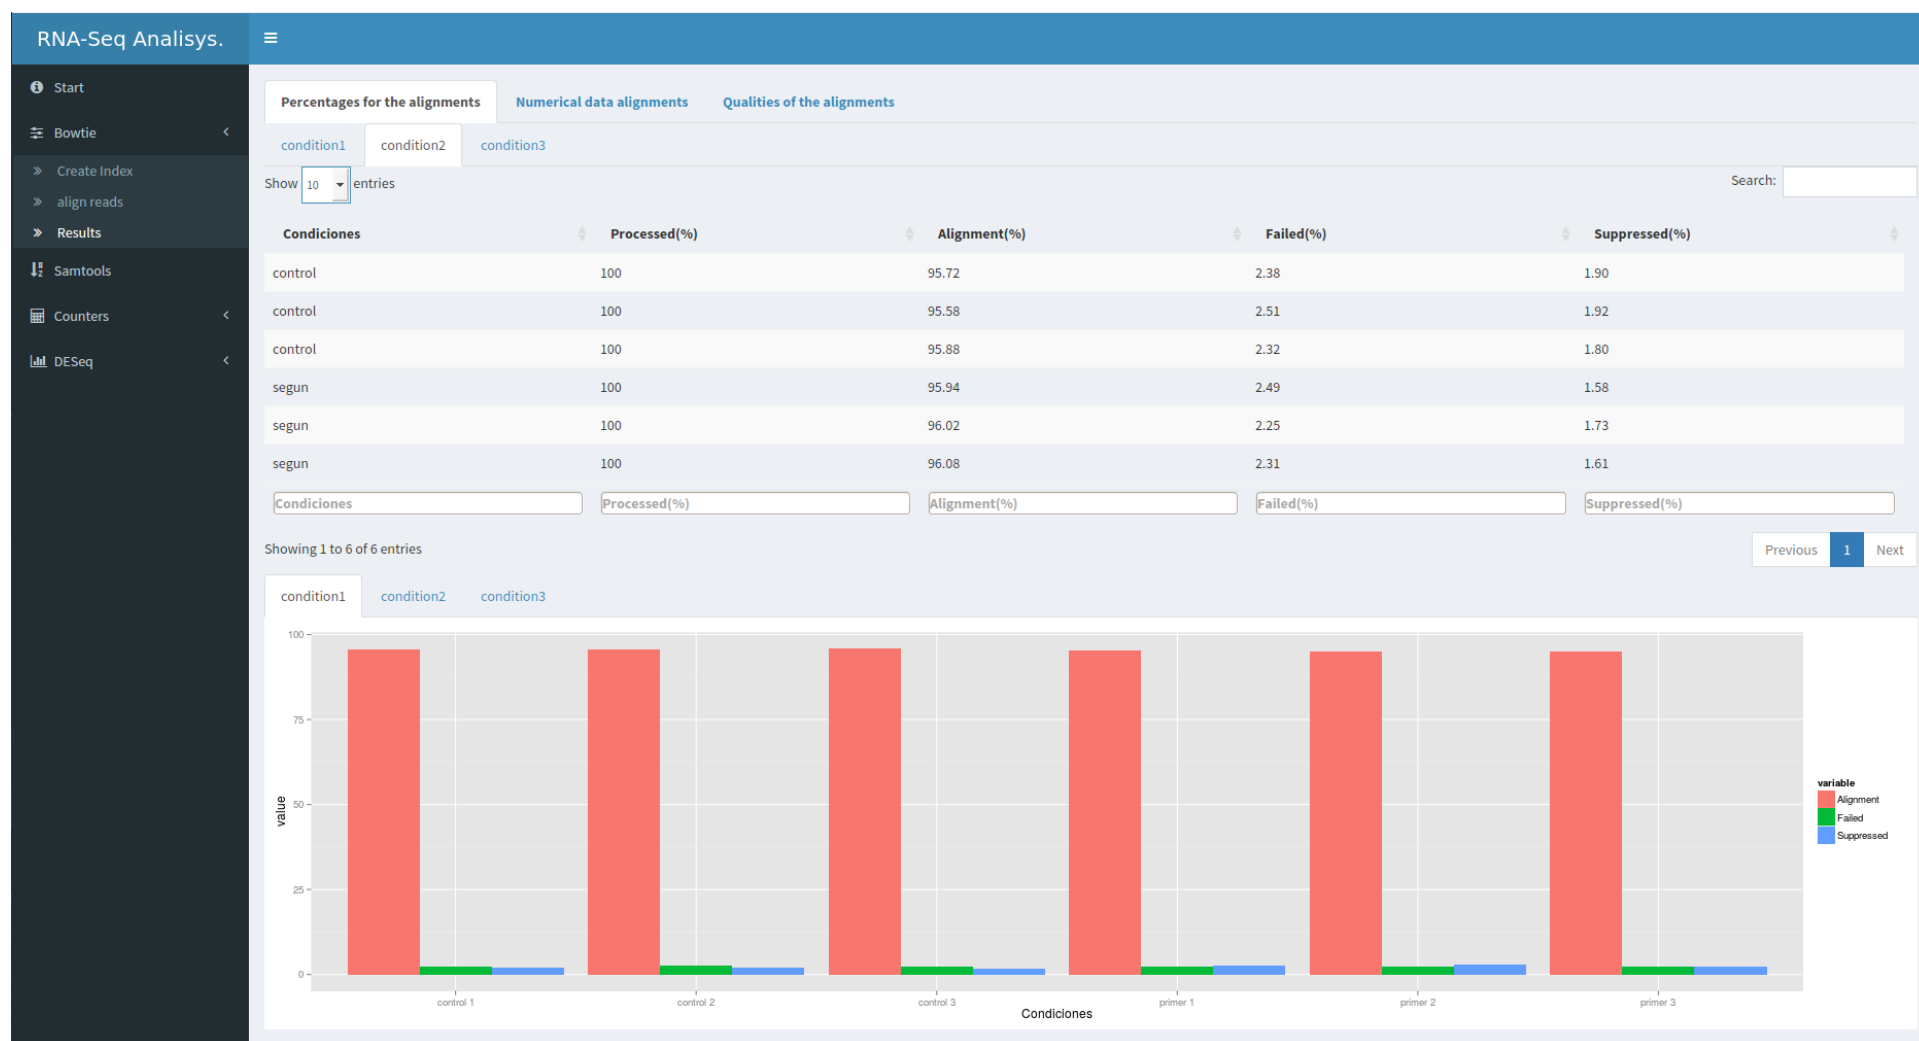 RNA-Seq Analisys.
Start
Bowtie
Create Index
align reads
Results
Samtools
Counters
DESeq
Percentages for the alignments Numerical data alignments Qualities of the alignments
condition1 condition2 condition3
Show 10 entries Search:
Condiciones Processed(%) Alignment(%) Failed(%) Suppressed(%)
control 100 95.72 2.38 1.90
control 100 95.58 2.51 1.92
control 100 95.88 2.32 1.80
segun 100 95.94 2.49 1.58
segun 100 96.02 2.25 1.73
segun 100 96.08 2.31 1.61
Condiciones Processed(%) Alignment(%) Failed(%) Suppressed(%)
Showing 1 to 6 of 6 entries Previous 1 Next
condition1 condition2 condition3
100
75
50
25
0
value
control 1 control 2 control 3 primer 1 primer 2 primer 3
Condiciones
variable
Alignment
Failed
Suppressed